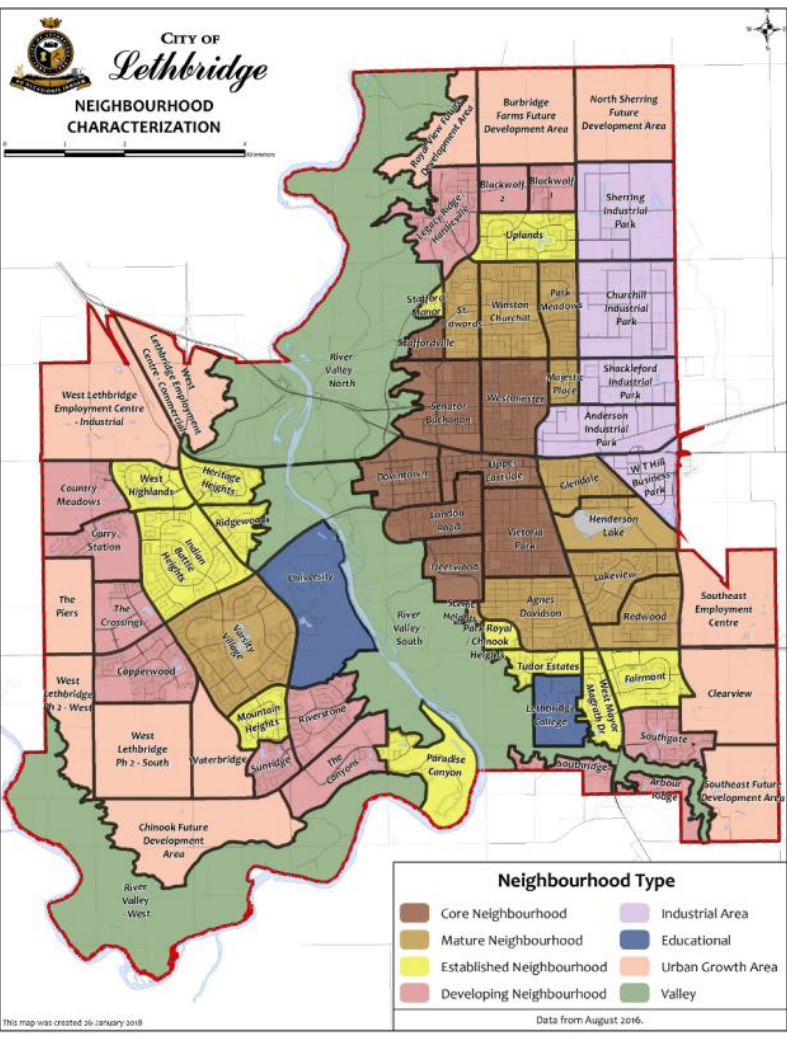 CITY OF
Lethbridge
NEIGHBOURHOOD
CHARACTERIZATION
Royal View Future
Development Area
Burbridge
Farms Future
Development Area
North Sherring
Future
Development Area
Blackwolf
2
Blackwolf
1
Legacy Ridge /
Hardieville
Uplands
Sherring
Industrial
Park
Stafford
Manor
St.
Edwards
Winston
Churchill
Park
Meadows
Churchill
Industrial
Park
Staffordville
River
Valley
North
West
Lethbridge Employment
Centre - Commercial
West Lethbridge
Employment Centre
- Industrial
Senator
Buchanan
Westminster
Majestic
Place
Shackleford
Industrial
Park
Anderson
Industrial
Park
W T Hill
Business
Park
Downtown
Upper
Eastside
Glendale
London
Road
Victoria
Park
Henderson
Lake
Country
Meadows
West
Highlands
Heritage
Heights
Ridgewood
Garry
Station
Indian
Battle
Heights
University
Fleetwood
Lakeview
Redwood
Agnes
Davidson
Scenic
Heights
Park Royal
/ Chinook
Heights
River
Valley -
South
The
Piers
The
Crossings
Varsity
Village
Southeast
Employment
Centre
Copperwood
Tudor Estates
Fairmont
West Mayor
Magrath Dr
Clearview
Lethbridge
College
West
Lethbridge
Ph 2 - West
Mountain
Heights
Riverstone
West
Lethbridge
Ph 2 - South
Waterbridge
Sunridge
The
Canyons
Paradise
Canyon
Southgate
Southridge
Arbour
Ridge
Southeast Future
Development Area
Chinook Future
Development
Area
River
Valley
- West
Neighbourhood Type
Core Neighbourhood
Industrial Area
Mature Neighbourhood
Educational
Established Neighbourhood
Urban Growth Area
Developing Neighbourhood
Valley
This map was created 26-January-2018
Data from August 2016.